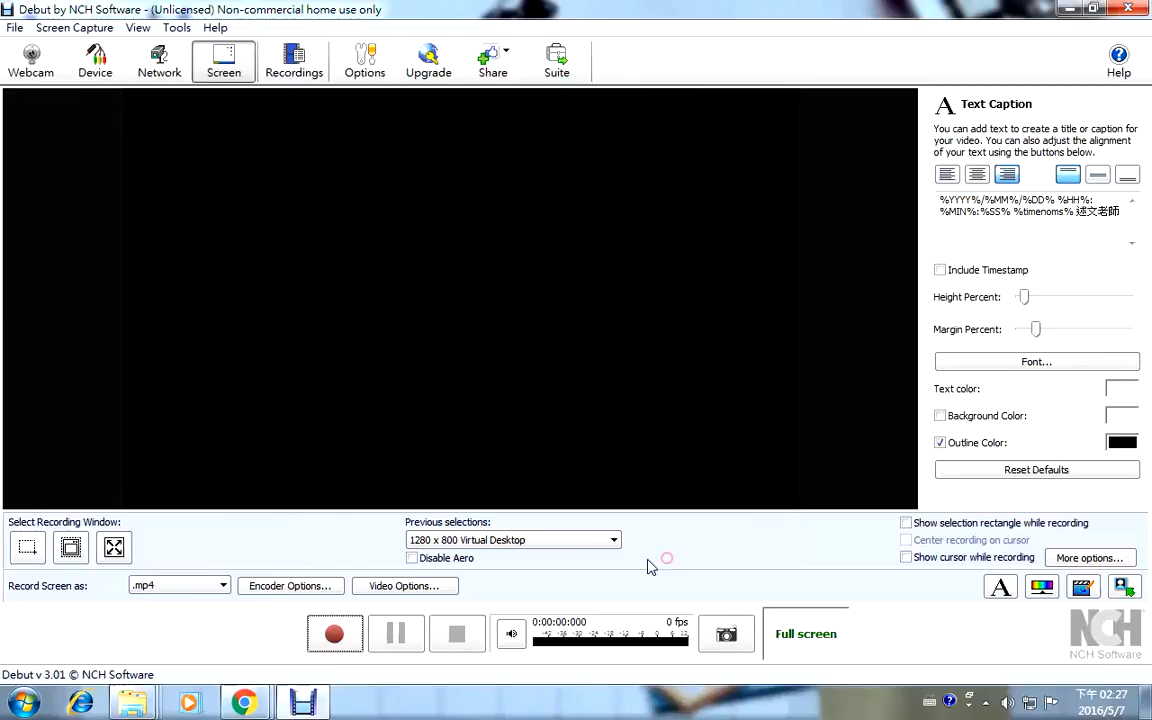 Debut by NCH Software - (Unlicensed) Non-commercial home use only
File Screen Capture View Tools Help
Webcam Device Network Screen Recordings Options Upgrade Share Suite Help
A Text Caption
You can add text to create a title or caption for
your video. You can also adjust the alignment
of your text using the buttons below.
%YYYY%/%MM%/%DD% %HH%:
%MIN%:%SS% %timenoms% 述文老師
Include Timestamp
Height Percent:
Margin Percent:
Font...
Text color:
Background Color:
Outline Color:
Reset Defaults
Select Recording Window:
Previous selections:
1280 x 800 Virtual Desktop
Disable Aero
Show selection rectangle while recording
Center recording on cursor
Show cursor while recording
More options...
Record Screen as:
.mp4
Encoder Options...
Video Options...
A
0:00:00:000
0 fps
Full screen
NCH
NCH Software
Debut v 3.01 © NCH Software
下午 02:27
2016/5/7